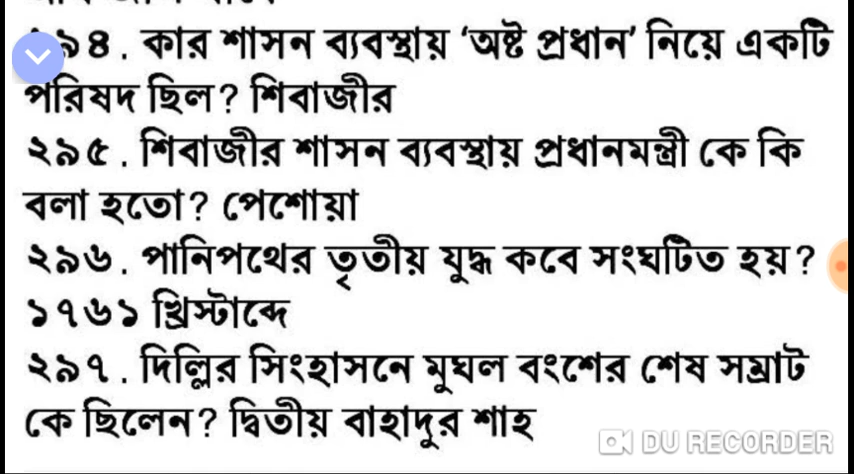 ২৯৪. কার শাসন ব্যবস্থায় ‘অষ্ট প্রধান’ নিয়ে একটি
পরিষদ ছিল? শিবাজীর
২৯৫. শিবাজীর শাসন ব্যবস্থায় প্রধানমন্ত্রী কে কি
বলা হতো? পেশোয়া
২৯৬. পানিপথের তৃতীয় যুদ্ধ কবে সংঘটিত হয়?
১৭৬১ খ্রিস্টাব্দে
২৯৭. দিল্লির সিংহাসনে মুঘল বংশের শেষ সম্রাট
কে ছিলেন? দ্বিতীয় বাহাদুর শাহ
DU RECORDER